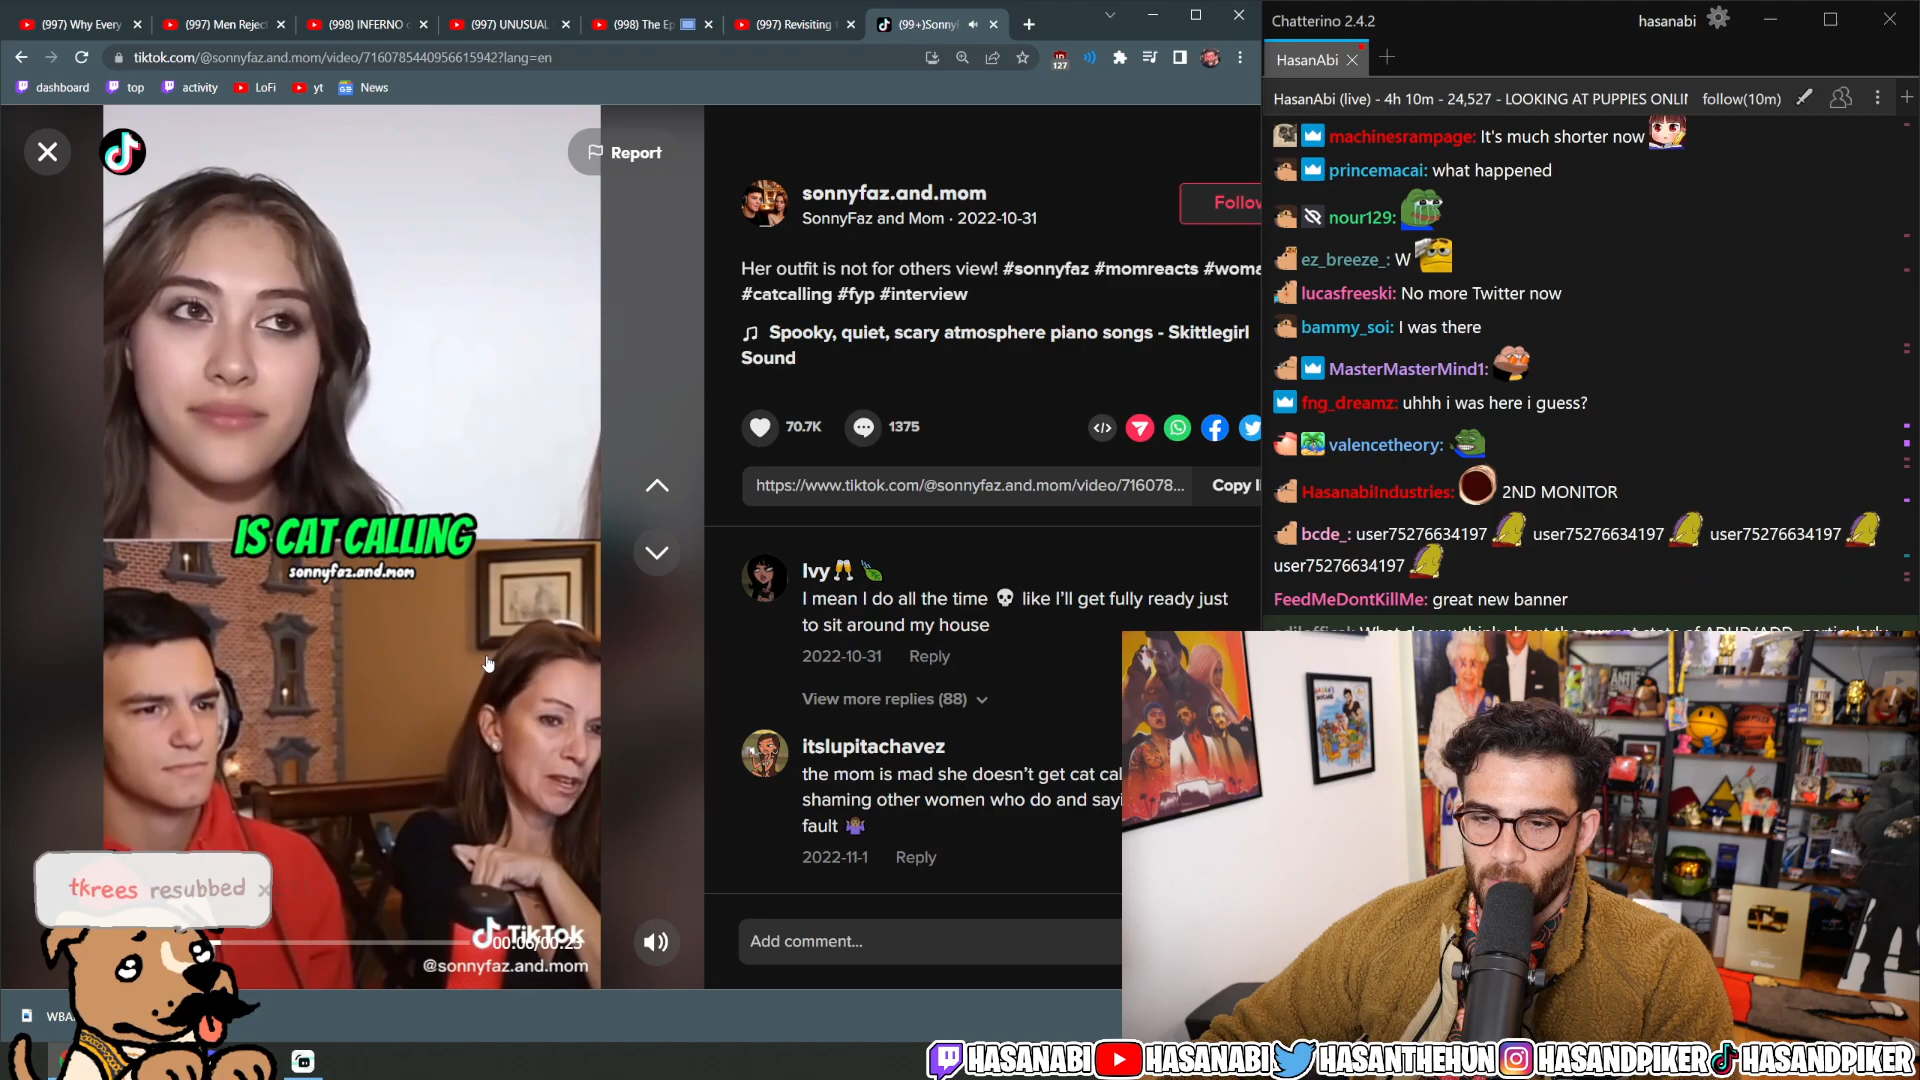 (997) Why Every
(997) Men Reject
(998) INFERNO
(997) UNUSUAL
(998) The Ep
(997) Revisiting t
(99+)SonnyF
tiktok.com/@sonnyfaz.and.mom/video/7160785440956615942?lang=en
127
dashboard
top
activity
LoFi
yt
News
Report
IS CAT CALLING
sonnyfaz.and.mom
tkrees resubbed
TikTok
@sonnyfaz.and.mom
sonnyfaz.and.mom
SonnyFaz and Mom · 2022-10-31
Follow
Her outfit is not for others view! #sonnyfaz #momreacts #woma
#catcalling #fyp #interview
Spooky, quiet, scary atmosphere piano songs - Skittlegirl
Sound
70.7K
1375
https://www.tiktok.com/@sonnyfaz.and.mom/video/716078...
Copy li
Ivy
I mean I do all the time 💀 like I'll get fully ready just
to sit around my house
2022-10-31 Reply
View more replies (88)
itslupitachavez
the mom is mad she doesn't get cat cal
shaming other women who do and sayi
fault
2022-11-1 Reply
Add comment...
WBA
Chatterino 2.4.2
hasanabi
HasanAbi
HasanAbi (live) - 4h 10m - 24,527 - LOOKING AT PUPPIES ONLIN
follow(10m)
machinesrampage: It's much shorter now
princemacai: what happened
nour129:
ez_breeze_: W
lucasfreeski: No more Twitter now
bammy_soi: I was there
MasterMasterMind1:
fng_dreamz: uhhh i was here i guess?
valencetheory:
HasanabiIndustries: 2ND MONITOR
bcde_: user75276634197 user75276634197 user75276634197
user75276634197
FeedMeDontKillMe: great new banner
HASANABI HASANABI HASANTHEHUN HASANDPIKER HASANDPIKER